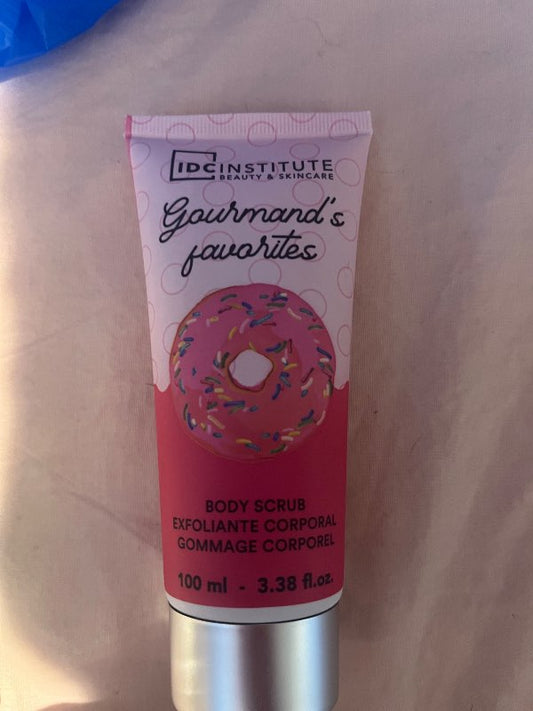 IDC INSTITUTE
BEAUTY & SKINCARE
Gourmand's
favorites
BODY SCRUB
EXFOLIANTE CORPORAL
GOMMAGE CORPOREL
100 ml - 3.38 fl.oz.